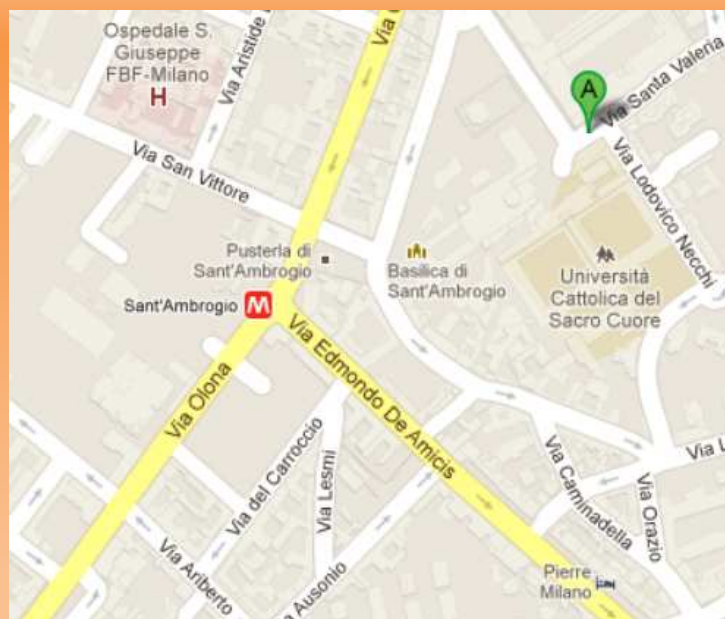 Ospedale S.
Giuseppe
FBF-Milano
H
Via Aristide
Via San Vittore
A
Via Santa Valeria
Via Lodovico Necchi
Pusterla di
Sant'Ambrogio
Basilica di
Sant'Ambrogio
Università
Cattolica del
Sacro Cuore
Sant'Ambrogio
M
Via Edmondo De Amicis
Via Olona
Via del Carroccio
Via Lesmi
Via Caminadella
Via Orazio
Via Ariberto
Ausonio
Pierre
Milano